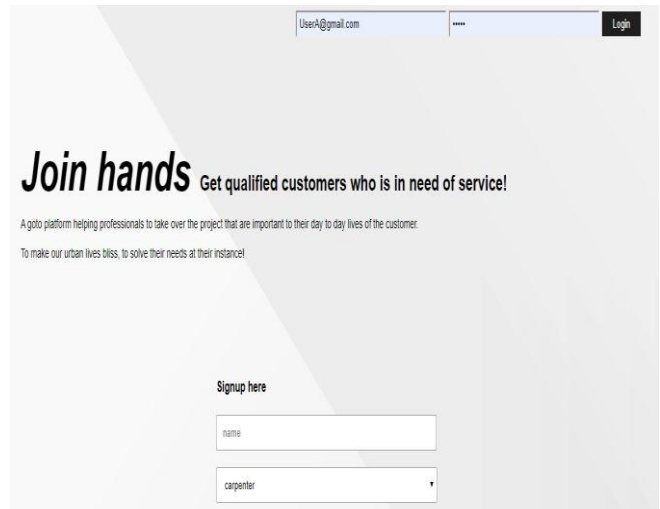 UserA@gmail.com ••••• Login
Join hands Get qualified customers who is in need of service!
A goto platform helping professionals to take over the project that are important to their day to day lives of the customer.
To make our urban lives bliss, to solve their needs at their instance!
Signup here
name
carpenter